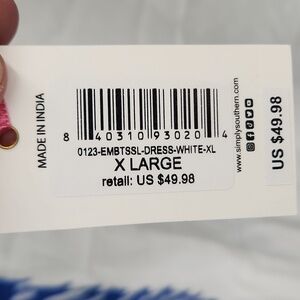 MADE IN INDIA
8 40310 93020 4
0123-EMBTSSL-DRESS-WHITE-XL
X LARGE
retail: US $49.98
www.simplysouthern.com
US $49.98